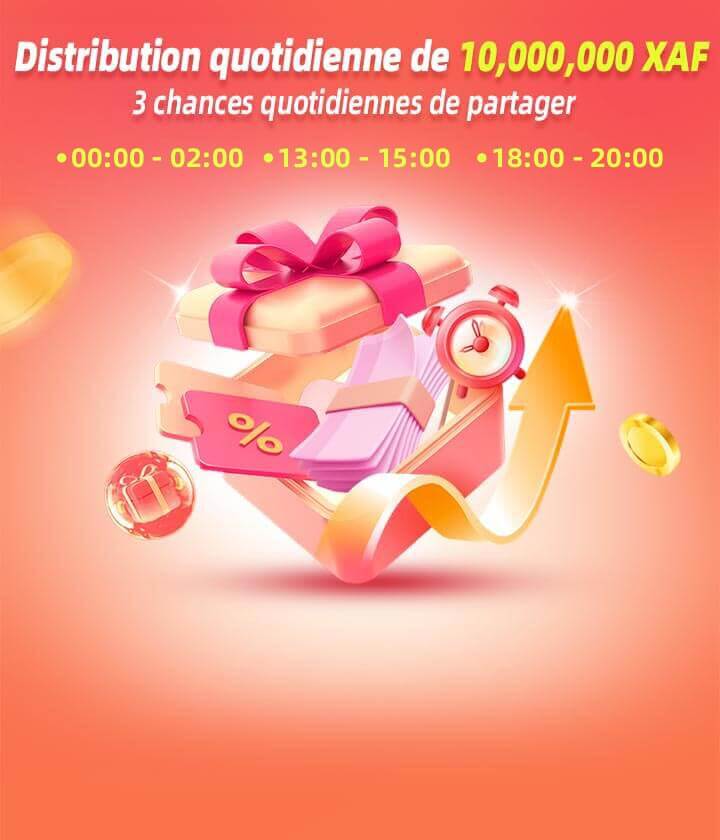 Distribution quotidienne de 10,000,000 XAF
3 chances quotidiennes de partager
•00:00 - 02:00 •13:00 - 15:00 •18:00 - 20:00
%